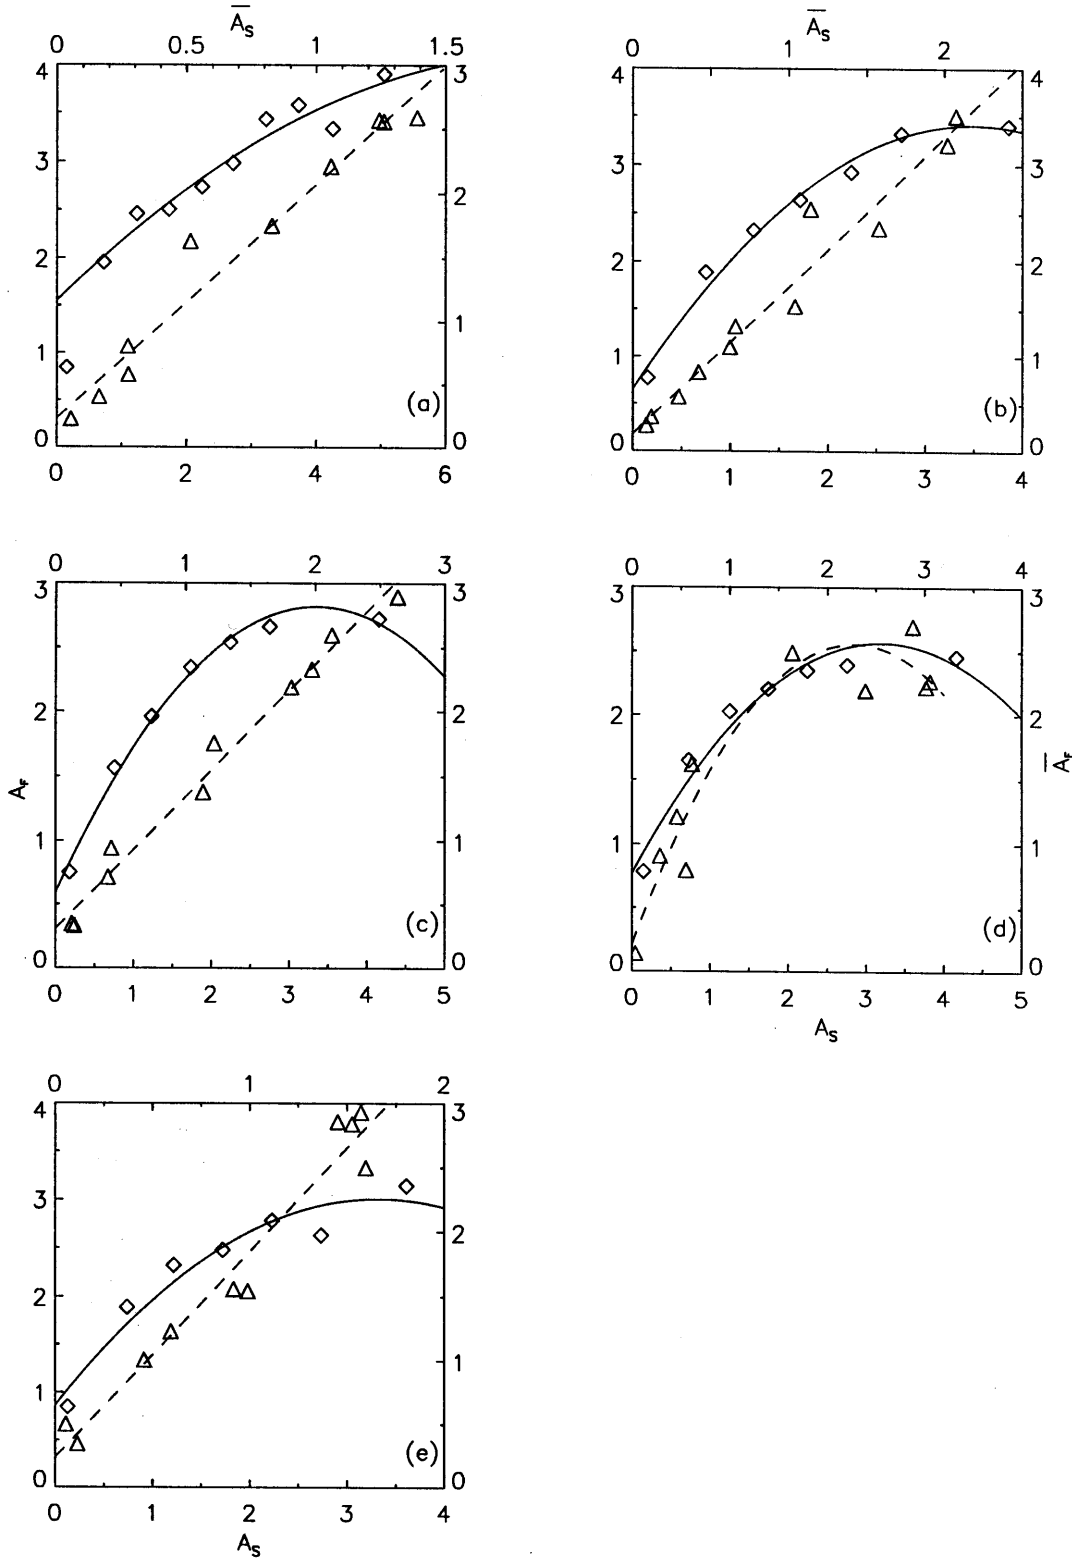 A̅S A̅S
0 0.5 1 1.5 0 1 2
4 3 4 4
3 2 3 3
2 2 2
1 1 1 1
(a) (b)
0 0 0 0
0 2 4 6 0 1 2 3 4
0 1 2 3 0 1 2 3 4
3 3 3 3
2 2 2 2
AF A̅F
1 1 1 1
(c) (d)
0 0 0 0
0 1 2 3 4 5 0 1 2 3 4 5
AS
0 1 2
4 3
3
2 2
1 1
(e)
0 0
0 1 2 3 4
AS